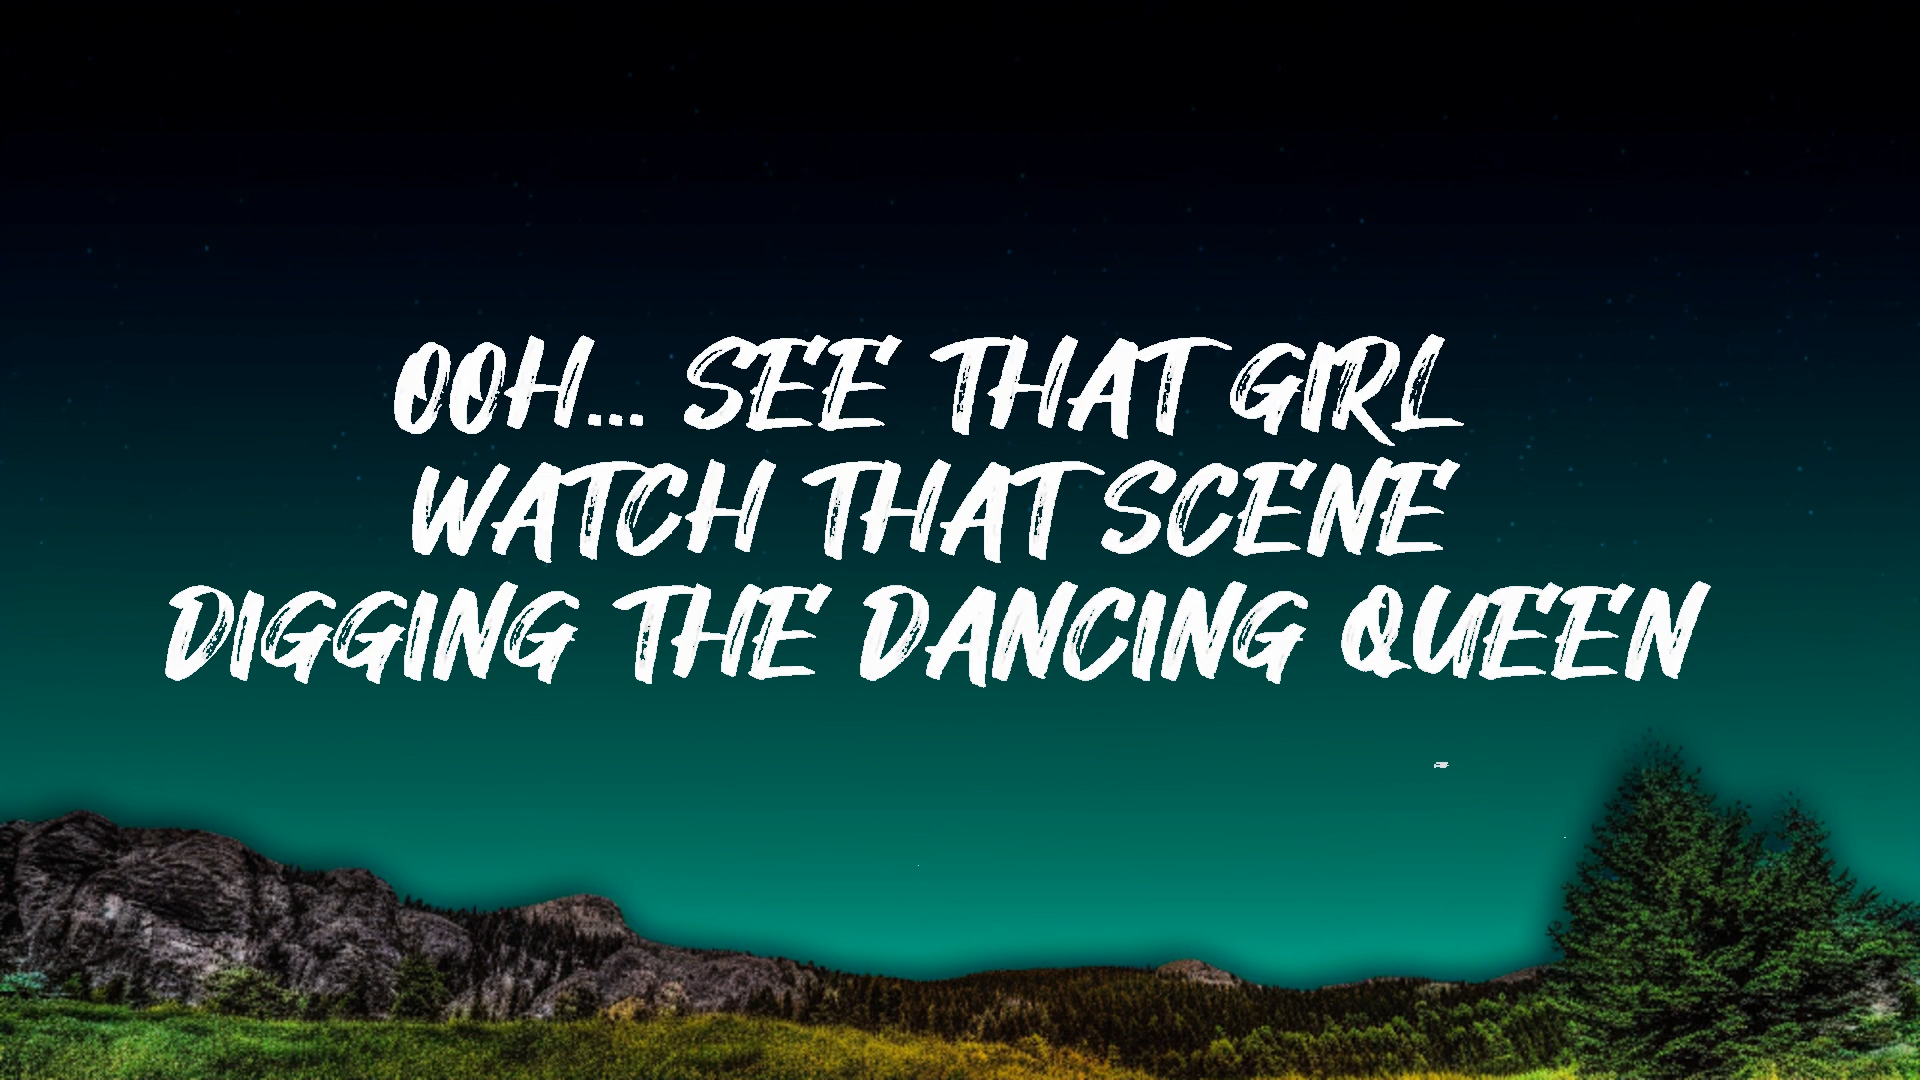 OOH... SEE THAT GIRL
WATCH THAT SCENE
DIGGING THE DANCING QUEEN